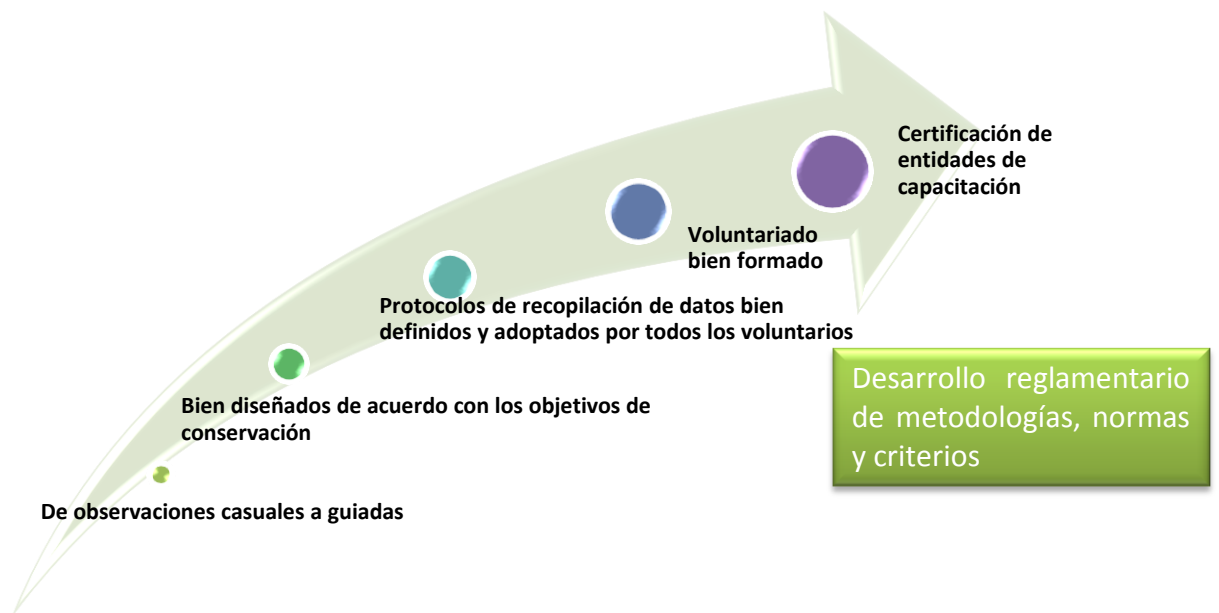 Certificación de
entidades de
capacitación
Voluntariado
bien formado
Protocolos de recopilación de datos bien
definidos y adoptados por todos los voluntarios
Desarrollo reglamentario
de metodologías, normas
y criterios
Bien diseñados de acuerdo con los objetivos de
conservación
De observaciones casuales a guiadas